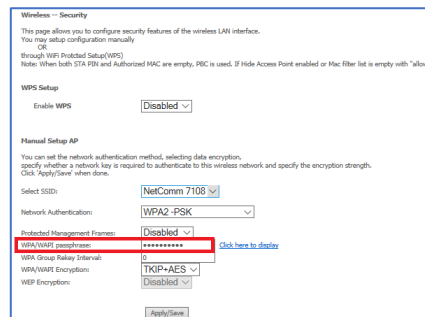 Wireless -- Security
This page allows you to configure security features of the wireless LAN interface.
You may setup configuration manually
OR
through WiFi Protcted Setup(WPS)
Note: When both STA PIN and Authorized MAC are empty, PBC is used. If Hide Access Point enabled or Mac filter list is empty with "allow
WPS Setup
Enable WPS Disabled
Manual Setup AP
You can set the network authentication method, selecting data encryption,
specify whether a network key is required to authenticate to this wireless network and specify the encryption strength.
Click 'Apply/Save' when done.
Select SSID: NetComm 7108
Network Authentication: WPA2 -PSK
Protected Management Frames: Disabled
WPA/WAPI passphrase: •••••••••• Click here to display
WPA Group Rekey Interval: 0
WPA/WAPI Encryption: TKIP+AES
WEP Encryption: Disabled
Apply/Save